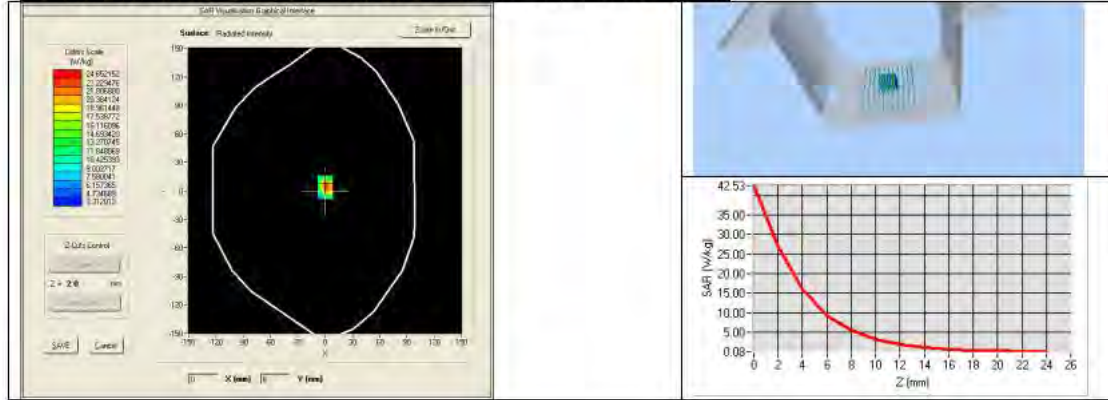 SAR Visualisation Graphical Interface
Surface: Radiated Intensity
Zoom In/Out
Colors Scale
(W/kg)
24.652152
21.806800
20.384124
18.961448
17.538772
16.116096
14.693420
13.270745
11.848069
10.425393
9.002717
7.580041
6.157365
4.734689
3.312013
150
120
90
60
30
0
-30
-60
-90
-120
-150
-150 -120 -90 -60 -30 0 30 60 90 120 150
X
Z-Cuts Control
Z = 2.0 mm
SAVE Cancel
0 X (mm) 6 Y (mm)
42.53
35.00
30.00
25.00
20.00
15.00
10.00
5.00
0.08
SAR (W/kg)
0 2 4 6 8 10 12 14 16 18 20 22 24 26
Z (mm)